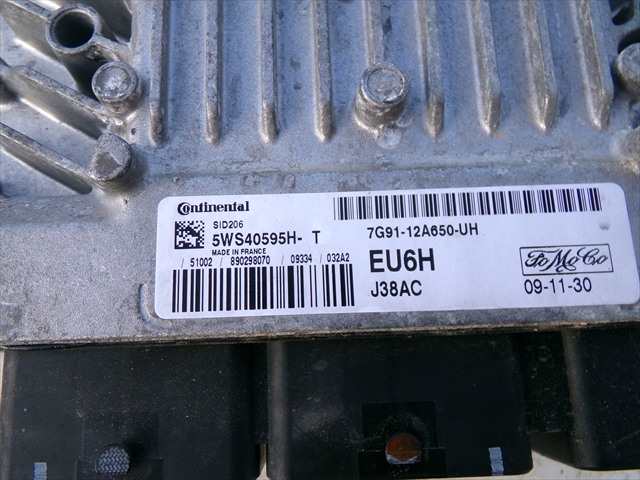 Continental
SID206
5WS40595H- T
MADE IN FRANCE
/ 51002 / 890298070 / 09334 / 032A2
7G91-12A650-UH
EU6H
FoMoCo
J38AC
09-11-30